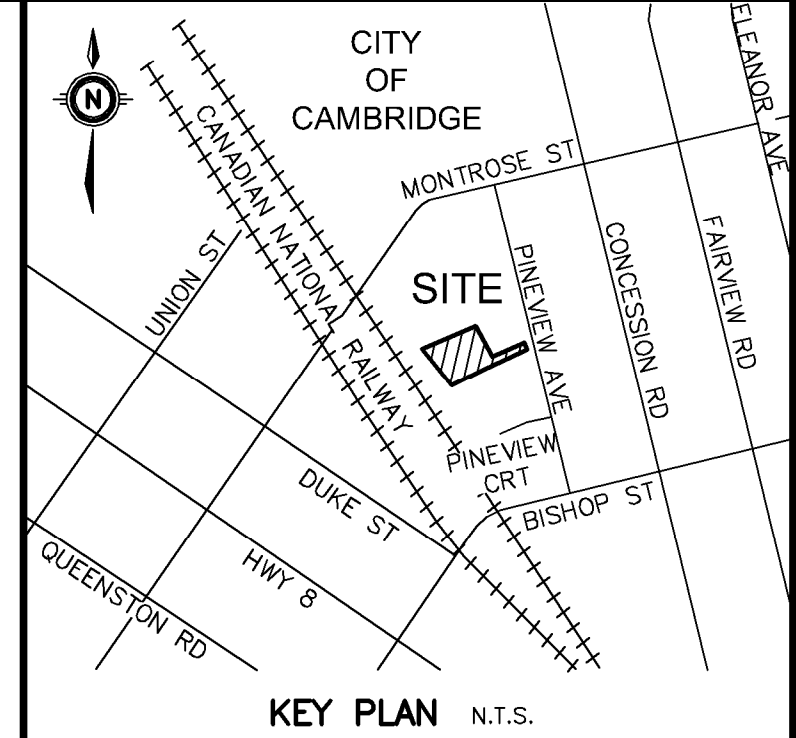 CITY
OF
CAMBRIDGE
ELEANOR AVE
N
CANADIAN NATIONAL RAILWAY
MONTROSE ST
UNION ST
PINEVIEW AVE
CONCESSION RD
FAIRVIEW RD
SITE
PINEVIEW
CRT
DUKE ST
BISHOP ST
HWY 8
QUEENSTON RD
KEY PLAN N.T.S.